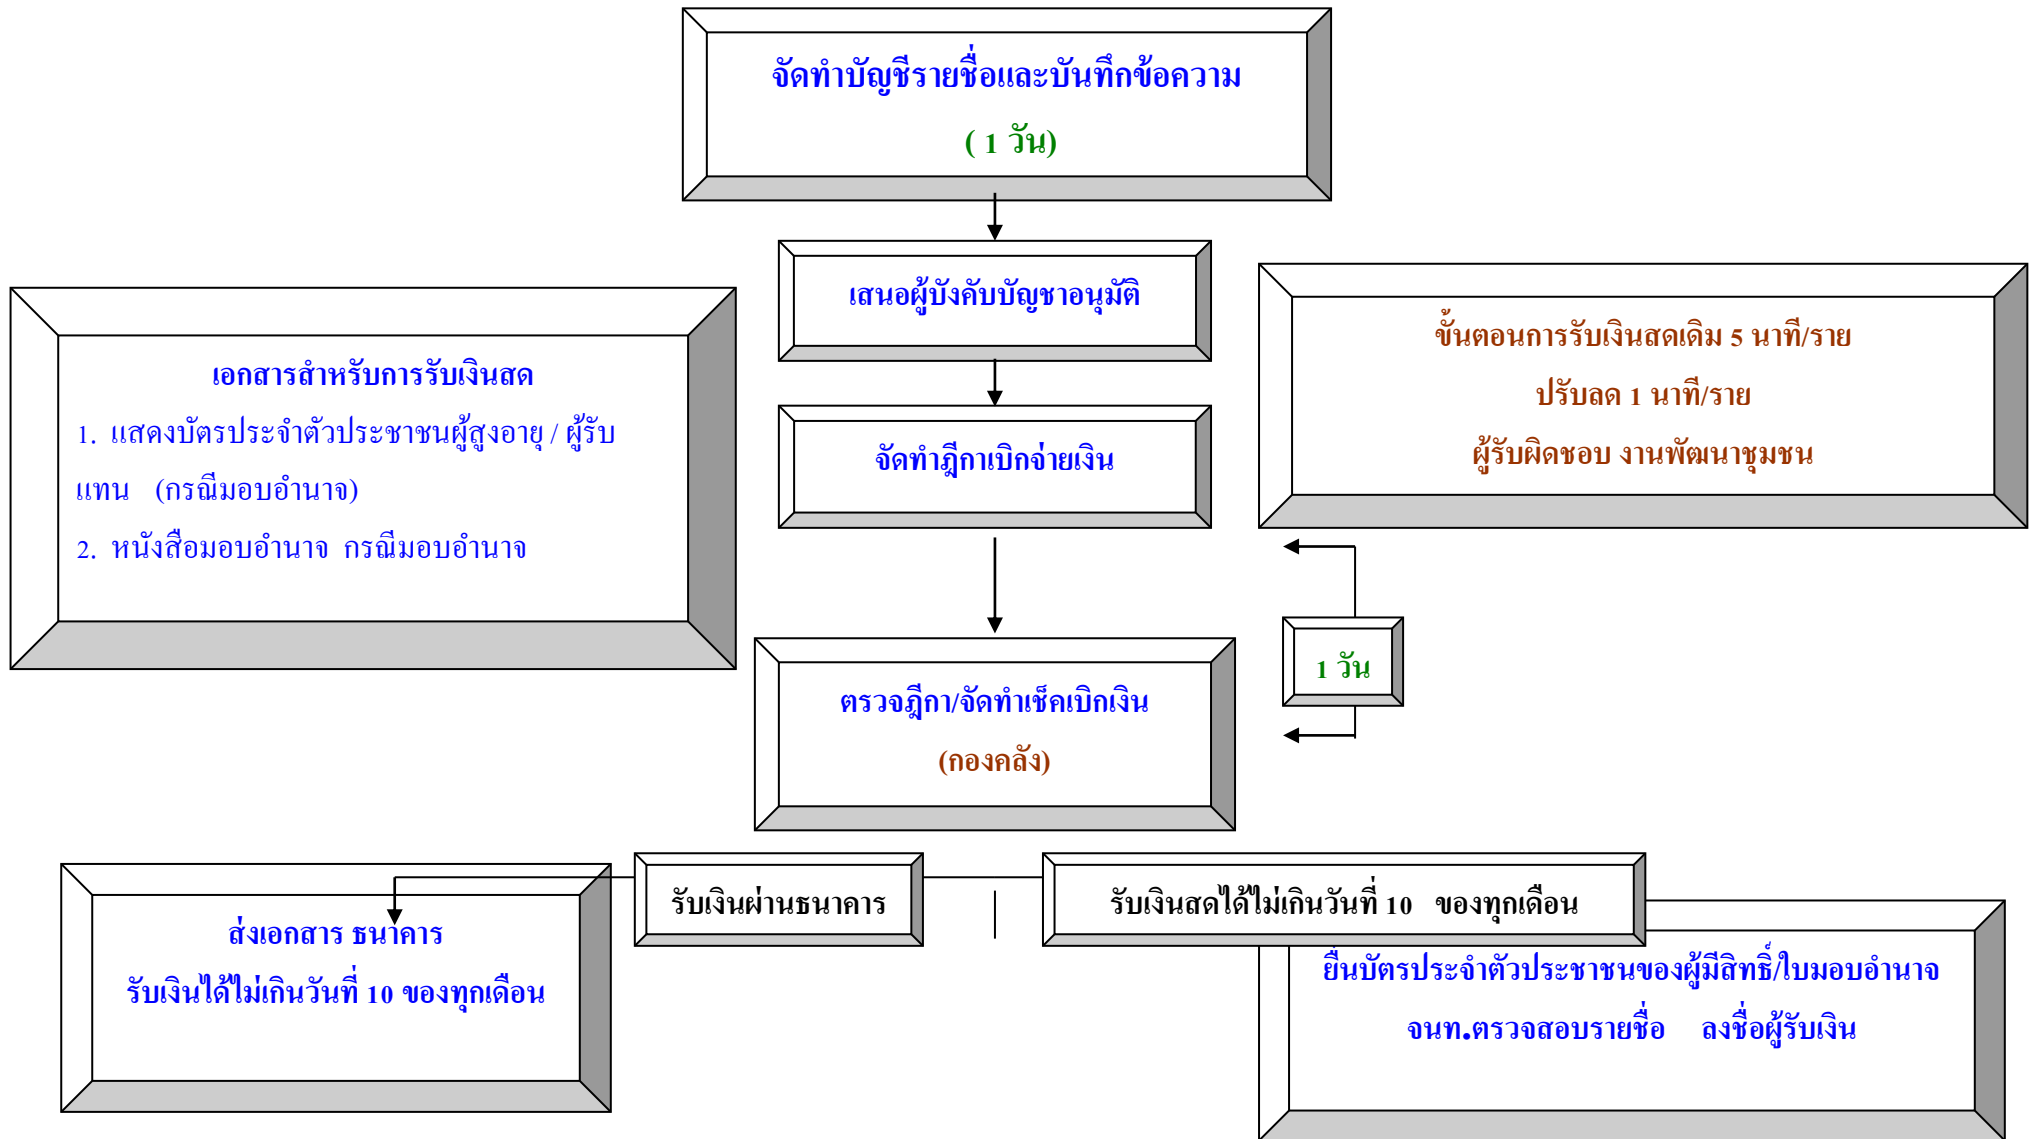 จัดทำบัญชีรายชื่อและบันทึกข้อความ
( 1 วัน)
เสนอผู้บังคับบัญชาอนุมัติ
ขั้นตอนการรับเงินสดเดิม 5 นาที/ราย
ปรับลด 1 นาที/ราย
ผู้รับผิดชอบ งานพัฒนาชุมชน
เอกสารสำหรับการรับเงินสด
1. แสดงบัตรประจำตัวประชาชนผู้สูงอายุ / ผู้รับ
แทน (กรณีมอบอำนาจ)
2. หนังสือมอบอำนาจ กรณีมอบอำนาจ
จัดทำฎีกาเบิกจ่ายเงิน
1 วัน
ตรวจฎีกา/จัดทำเช็คเบิกเงิน
(กองคลัง)
รับเงินผ่านธนาคาร
รับเงินสดได้ไม่เกินวันที่ 10 ของทุกเดือน
ส่งเอกสาร ธนาคาร
รับเงินได้ไม่เกินวันที่ 10 ของทุกเดือน
ยื่นบัตรประจำตัวประชาชนของผู้มีสิทธิ์/ใบมอบอำนาจ
จนท.ตรวจสอบรายชื่อ ลงชื่อผู้รับเงิน